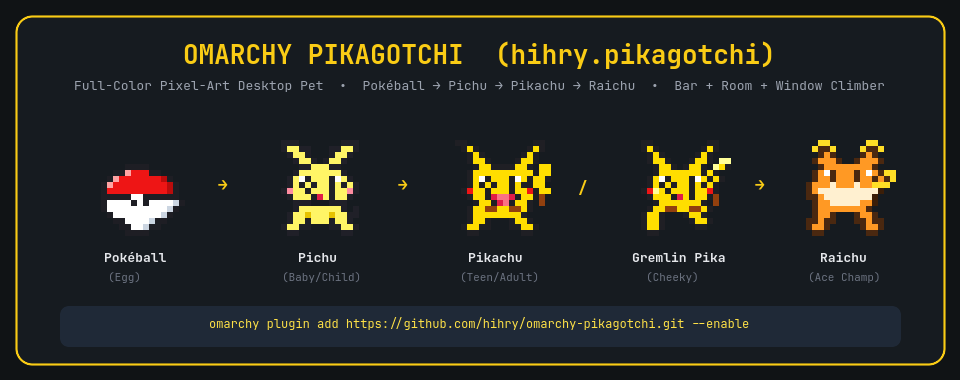 OMARCHY PIKAGOTCHI (hihry.pikagotchi)
Full-Color Pixel-Art Desktop Pet • Pokéball → Pichu → Pikachu → Raichu • Bar + Room + Window Climber
→ → / →
Pokéball Pichu Pikachu Gremlin Pika Raichu
(Egg) (Baby/Child) (Teen/Adult) (Cheeky) (Ace Champ)
omarchy plugin add https://github.com/hihry/omarchy-pikagotchi.git --enable